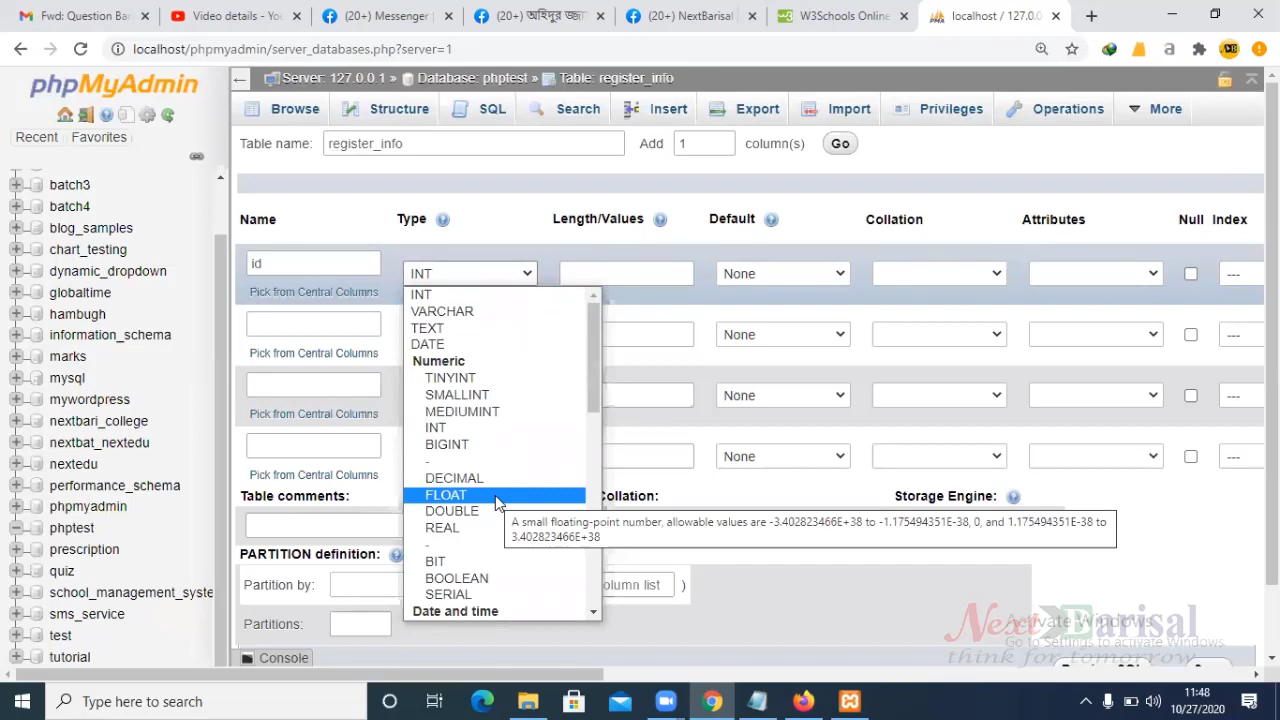 Fwd: Question Ban
Video details - Yo
(20+) Messenger |
(20+) অহিদুর জ্জা
(20+) NextBarisal |
W3Schools Online
localhost / 127.0.0
localhost/phpmyadmin/server_databases.php?server=1
phpMyAdmin
Recent
Favorites
batch3
batch4
blog_samples
chart_testing
dynamic_dropdown
globaltime
hambugh
information_schema
marks
mysql
mywordpress
nextbari_college
nextbat_nextedu
nextedu
performance_schema
phpmyadmin
phptest
prescription
quiz
school_management_syste
sms_service
test
tutorial
Server: 127.0.0.1 » Database: phptest » Table: register_info
Browse
Structure
SQL
Search
Insert
Export
Import
Privileges
Operations
More
Table name: register_info Add 1 column(s) Go
Name Type Length/Values Default Collation Attributes Null Index
id INT None ---
Pick from Central Columns
None ---
Pick from Central Columns
None ---
Pick from Central Columns
None ---
Pick from Central Columns
INT
VARCHAR
TEXT
DATE
Numeric
TINYINT
SMALLINT
MEDIUMINT
INT
BIGINT
-
DECIMAL
FLOAT
DOUBLE
REAL
-
BIT
BOOLEAN
SERIAL
Date and time
A small floating-point number, allowable values are -3.402823466E+38 to -1.175494351E-38, 0, and 1.175494351E-38 to
3.402823466E+38
Table comments: Collation: Storage Engine:
PARTITION definition:
Partition by: column list )
Partitions:
Console
Next Barisal
think for tomorrow
Activate Windows
Go to Settings to activate Windows.
Type here to search
11:48
10/27/2020